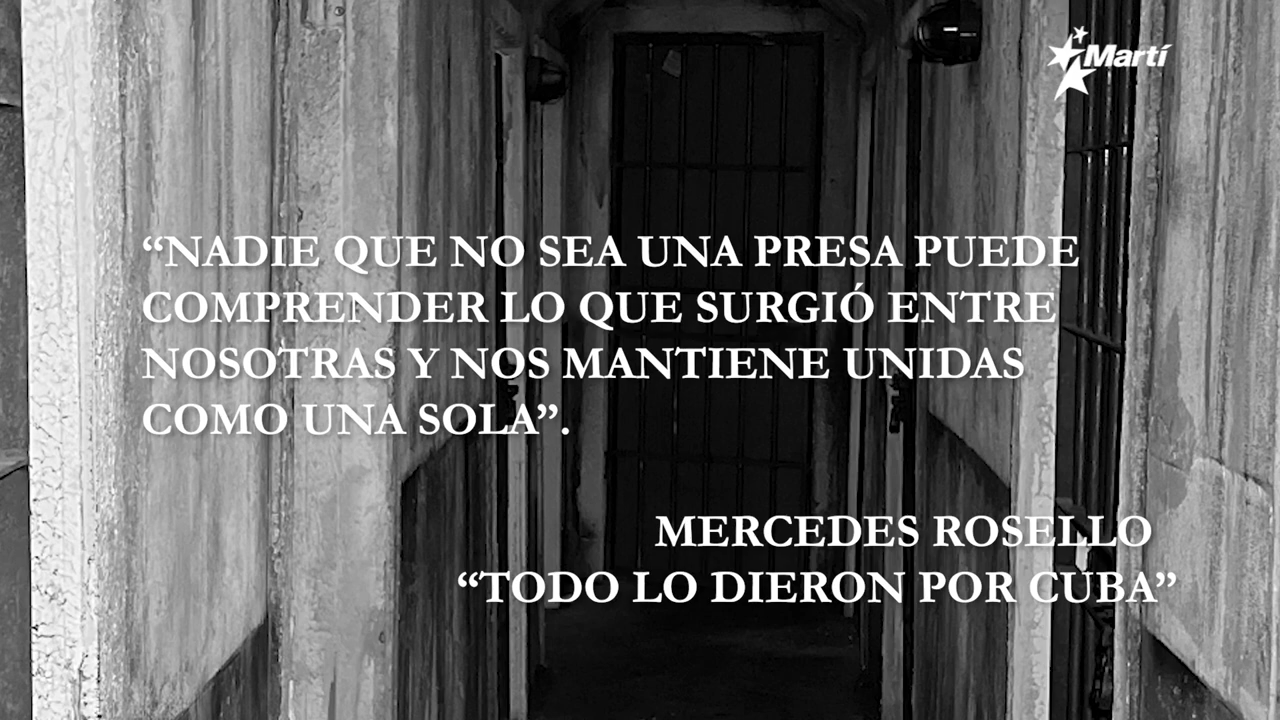 Martí
“NADIE QUE NO SEA UNA PRESA PUEDE
COMPRENDER LO QUE SURGIÓ ENTRE
NOSOTRAS Y NOS MANTIENE UNIDAS
COMO UNA SOLA”.
MERCEDES ROSELLO
“TODO LO DIERON POR CUBA”